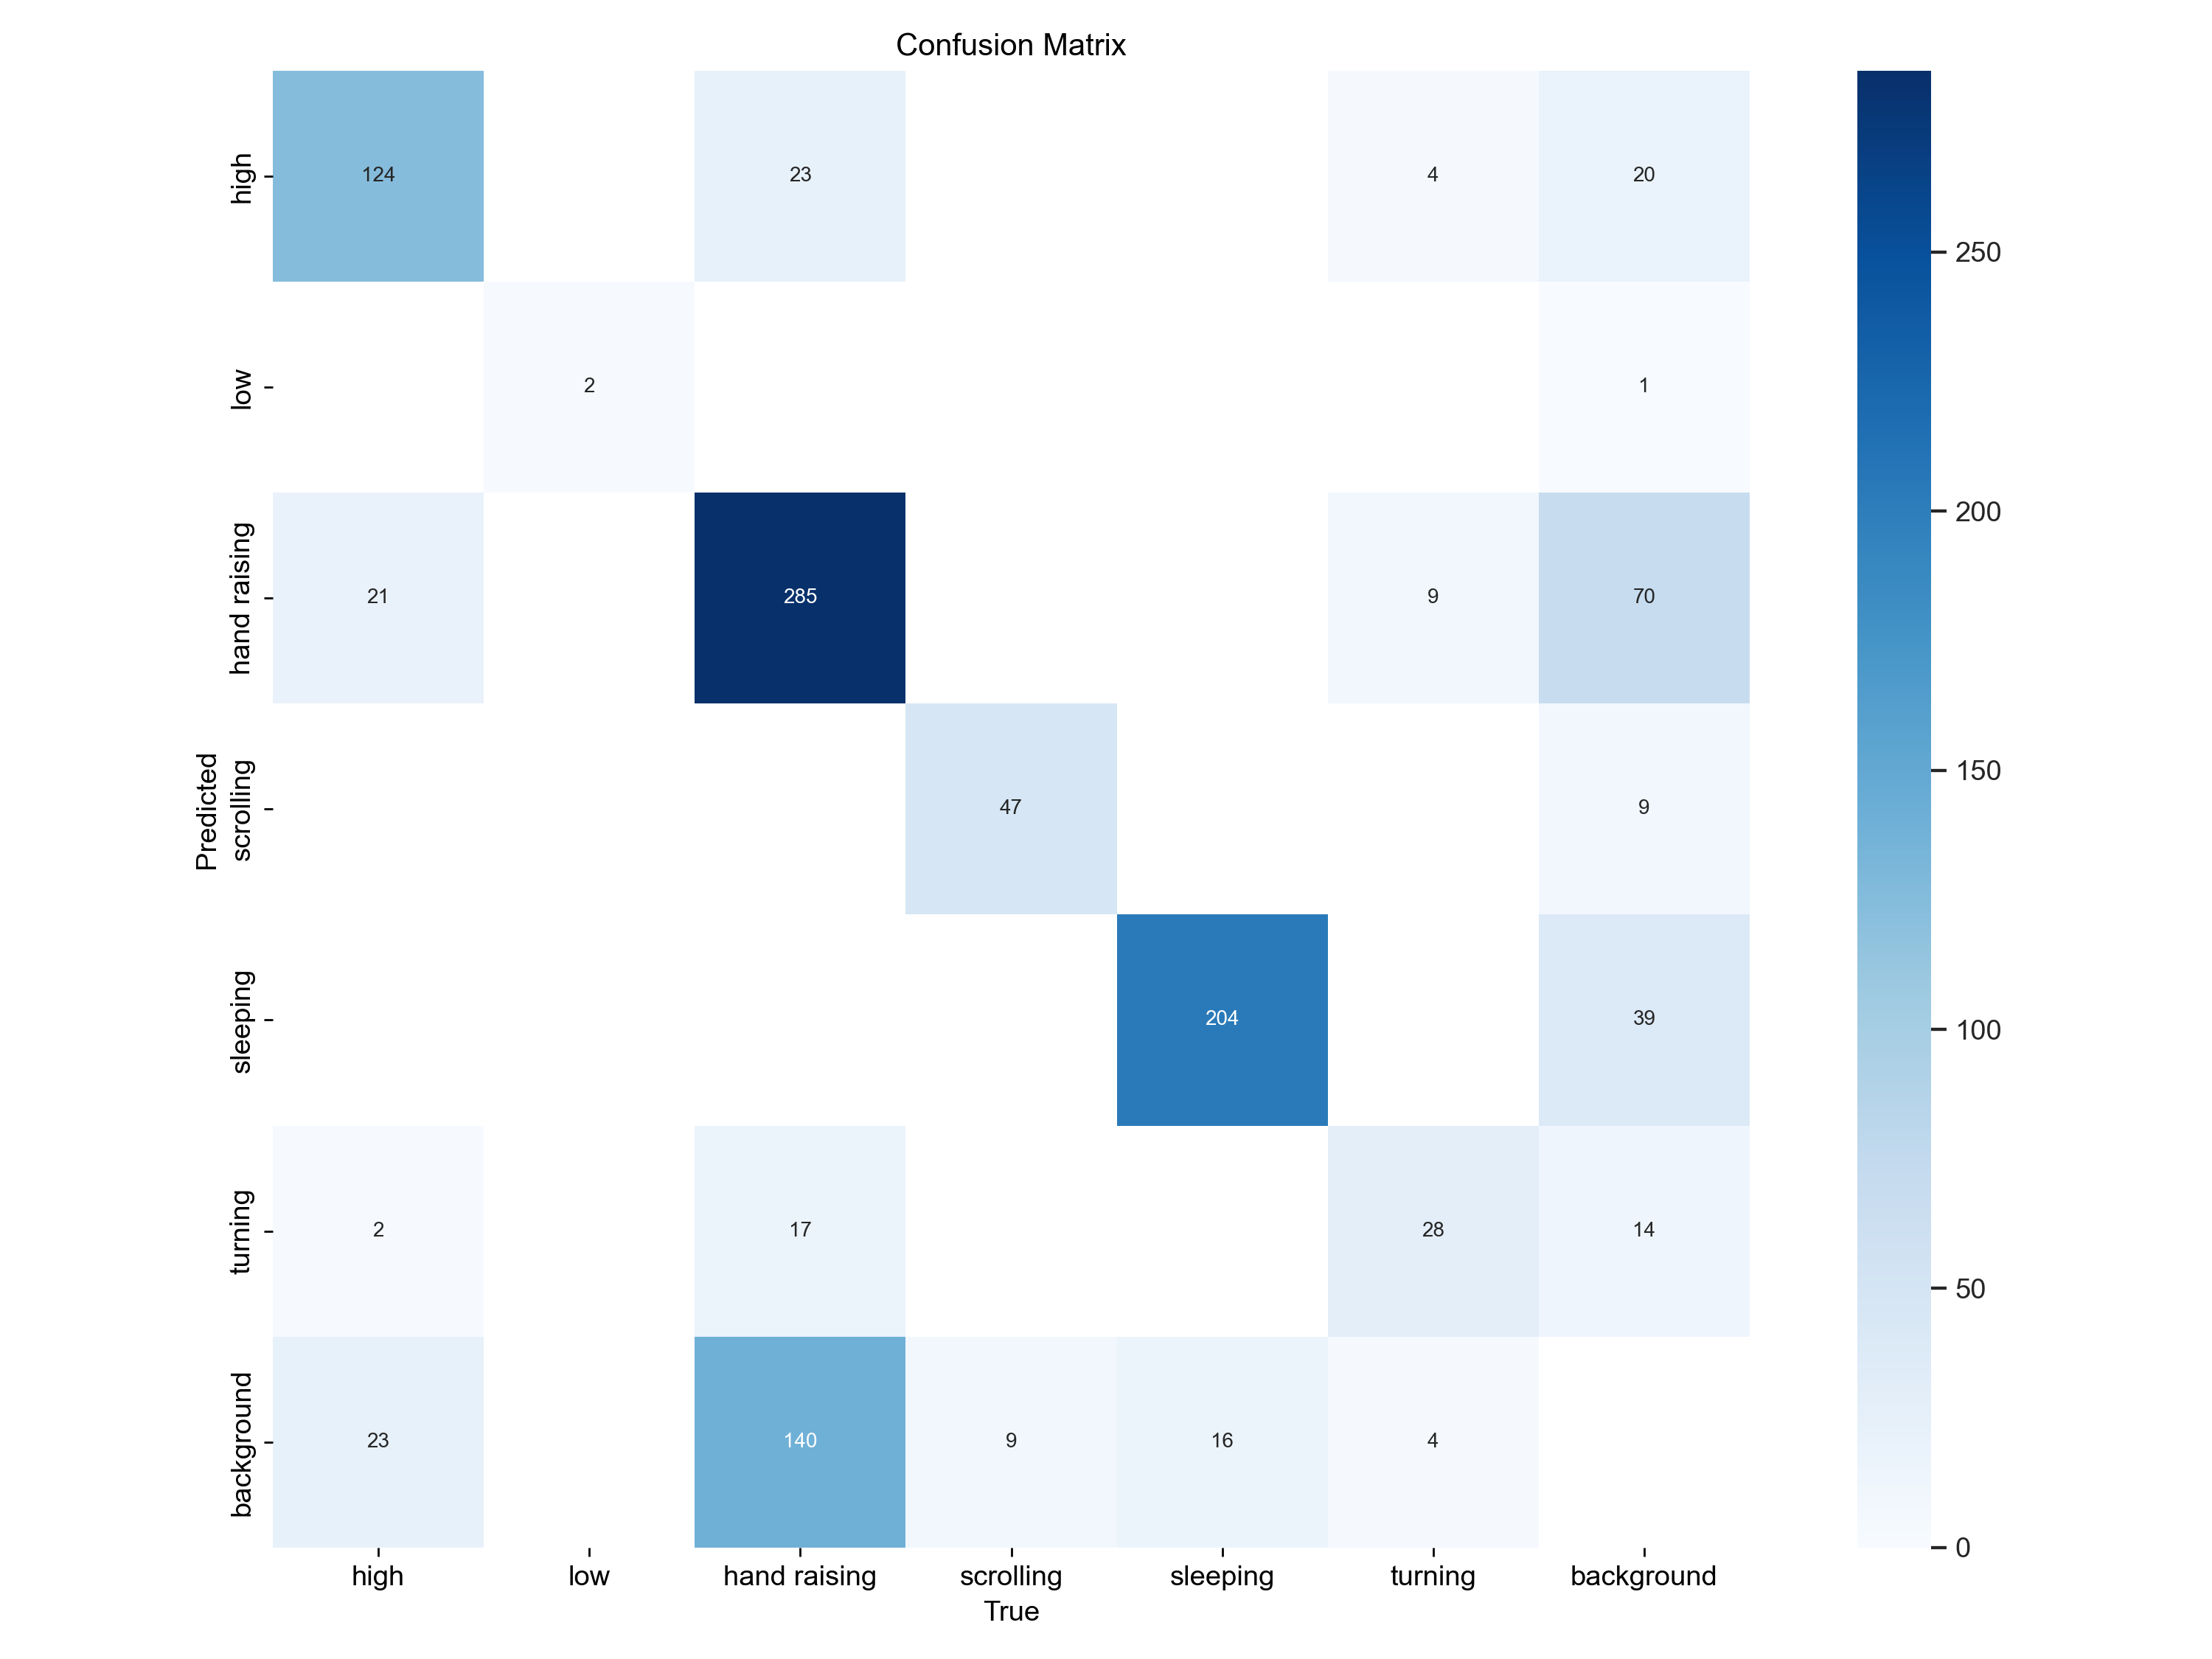 Confusion Matrix
Predicted
high
124
23
4
20
low
2
1
hand raising
21
285
9
70
scrolling
47
9
sleeping
204
39
turning
2
17
28
14
background
23
140
9
16
4
high
low
hand raising
scrolling
sleeping
turning
background
True
250
200
150
100
50
0